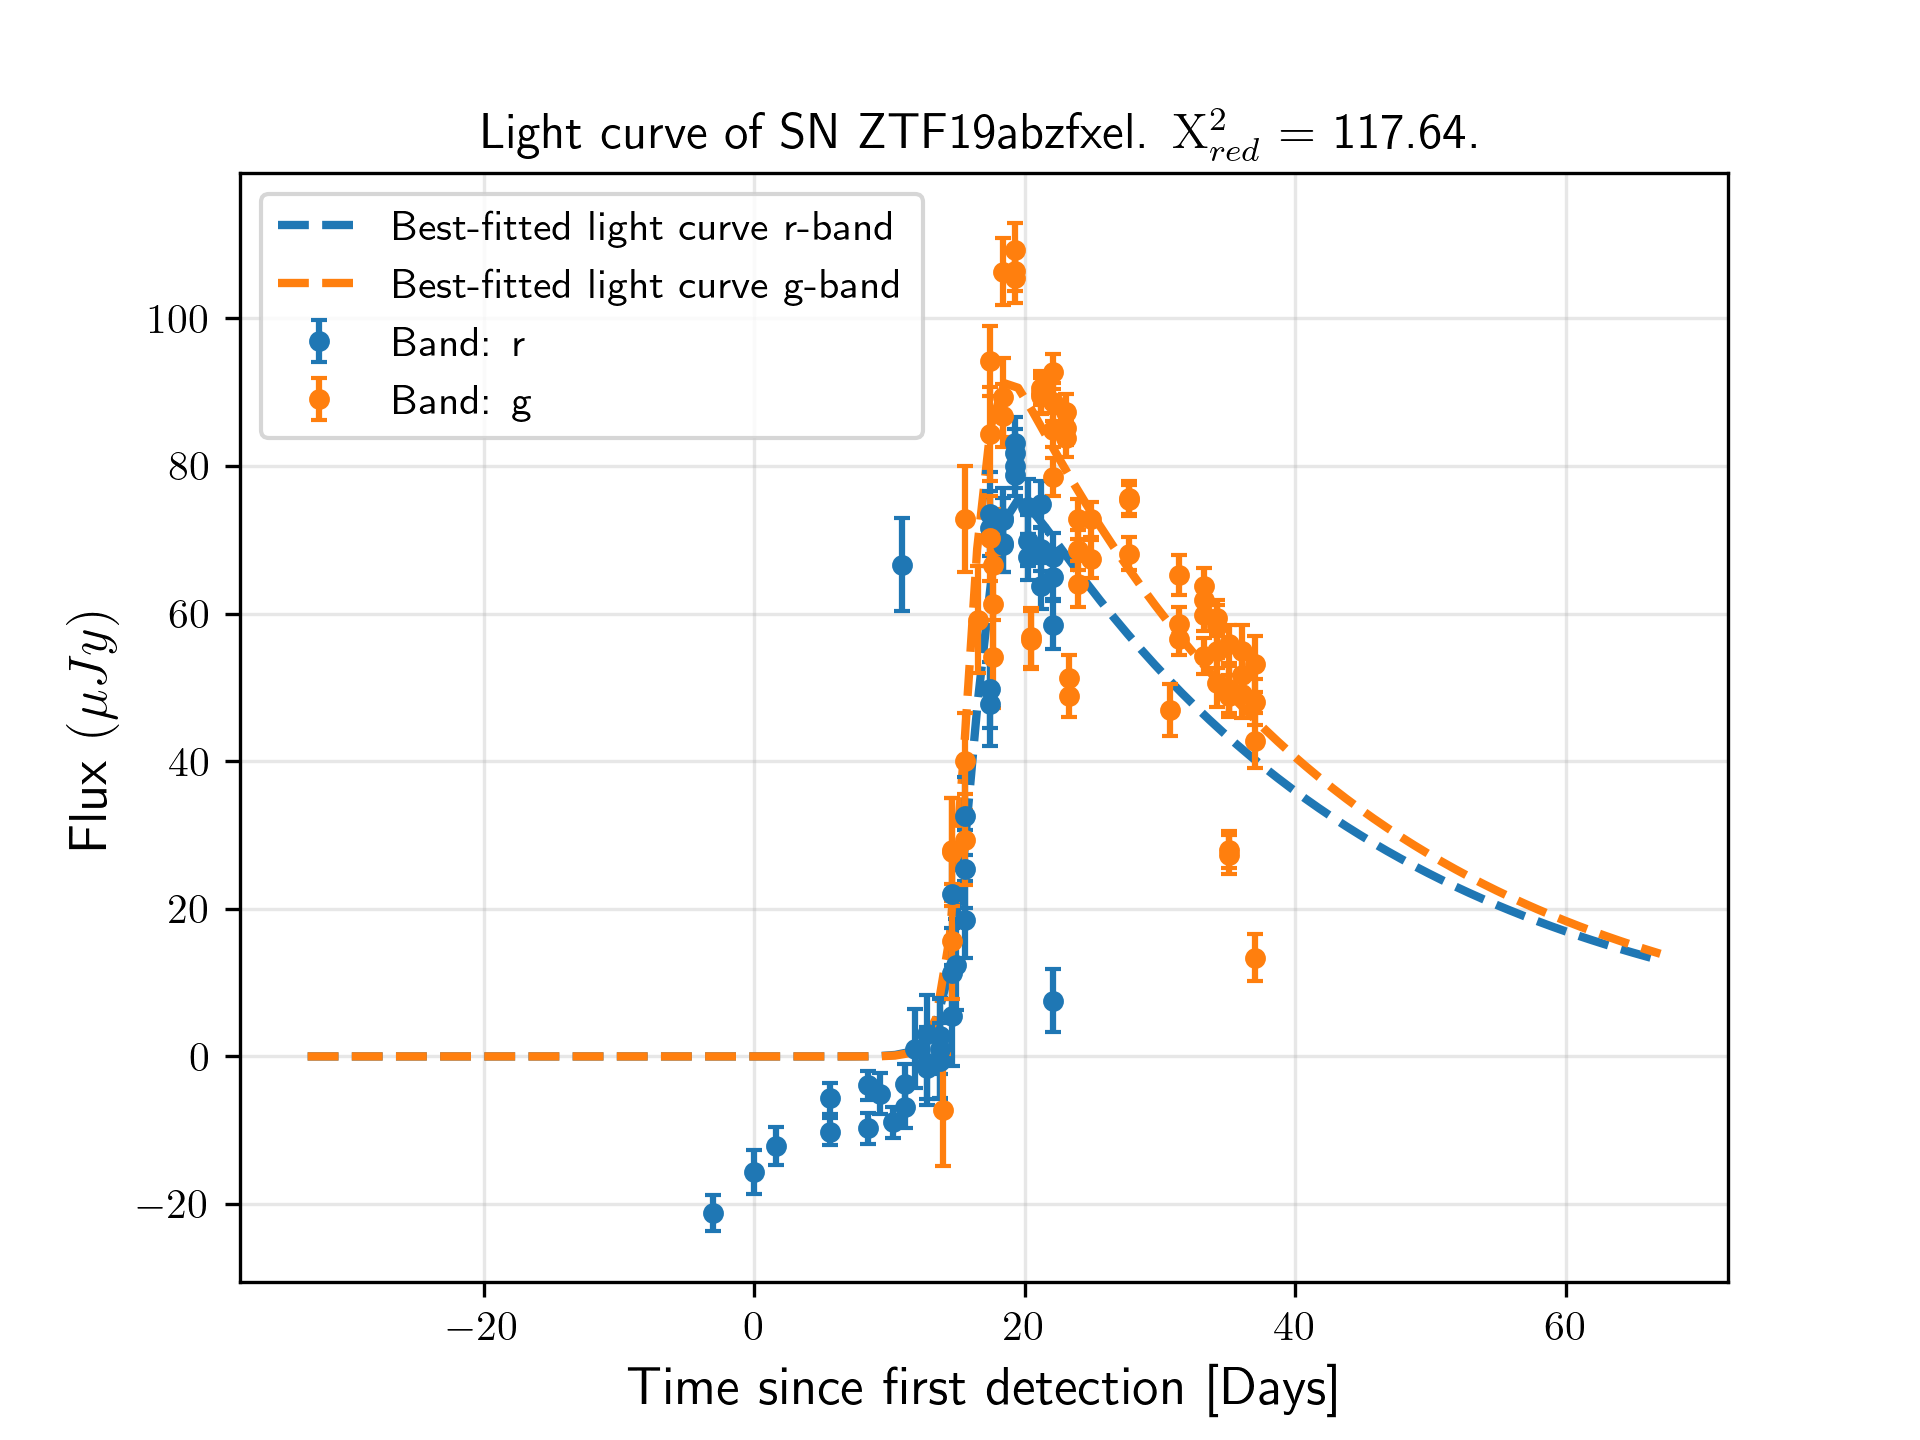 Light curve of SN ZTF19abzfxel. X²_red = 117.64.
Best-fitted light curve r-band
Best-fitted light curve g-band
Band: r
Band: g
Flux (μJy)
100
80
60
40
20
0
−20
−20 0 20 40 60
Time since first detection [Days]